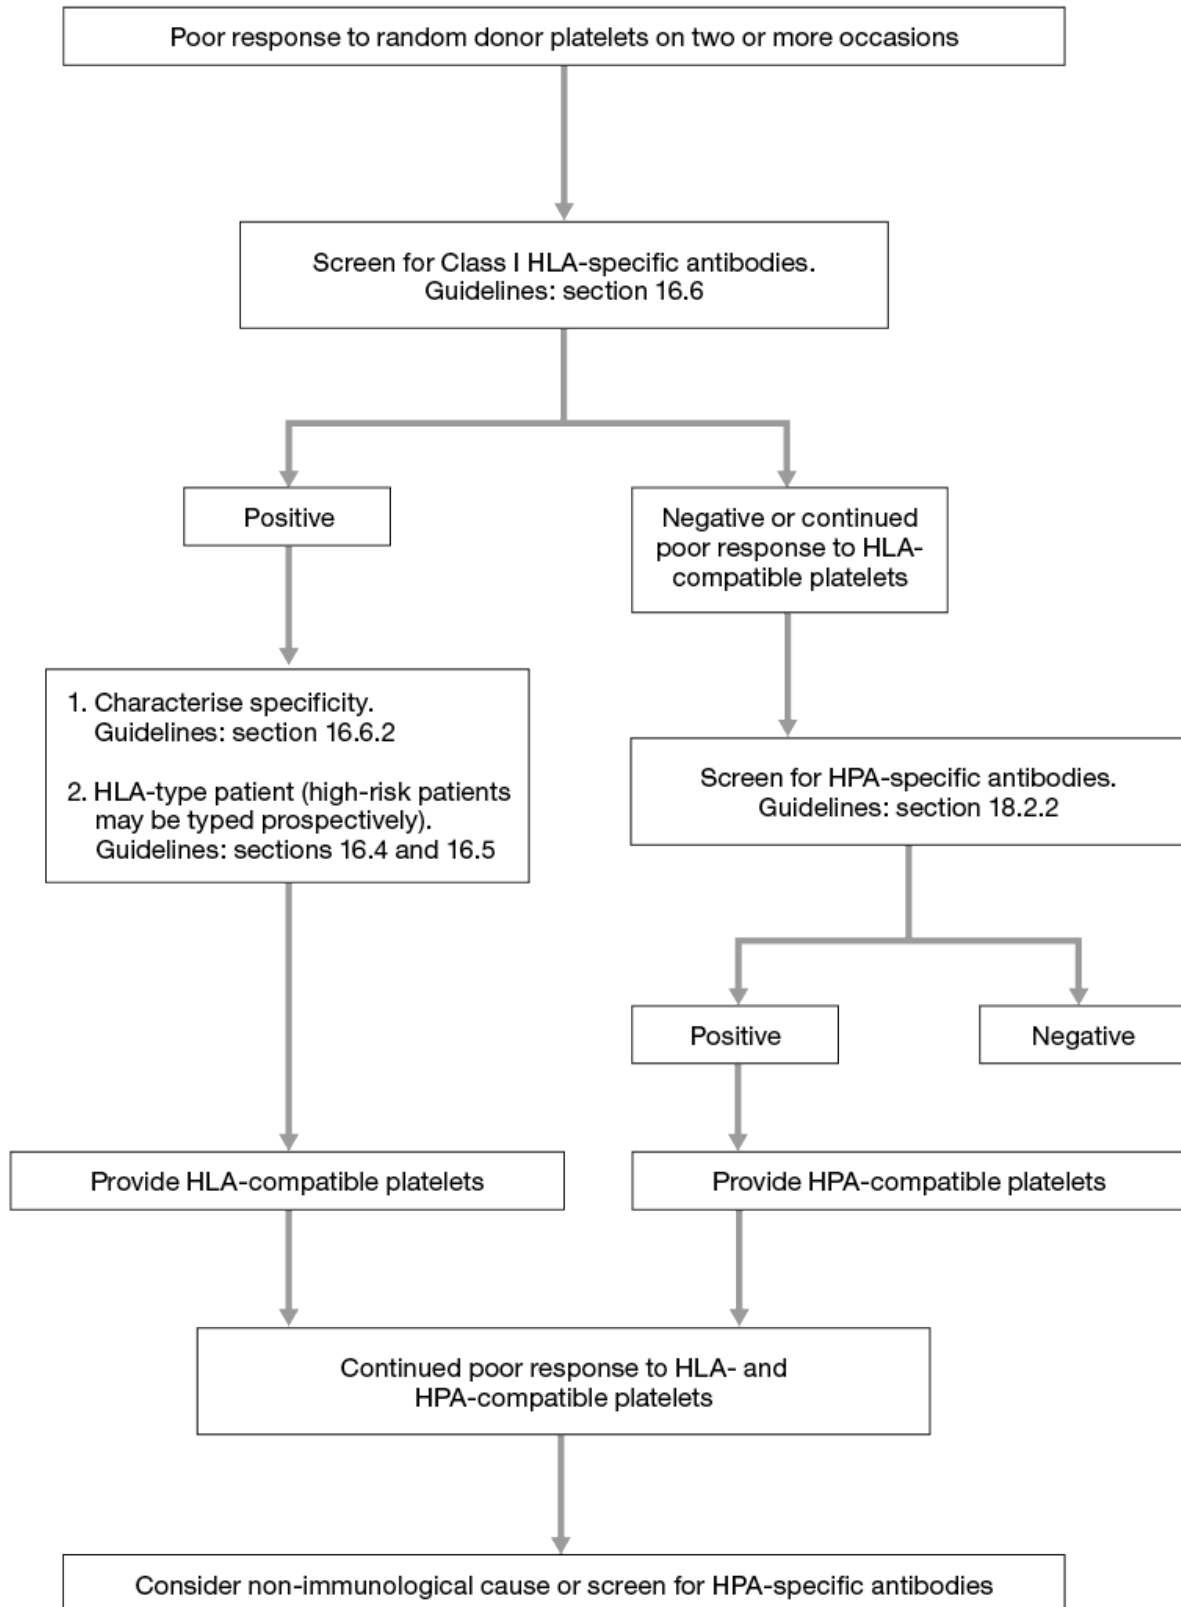 Poor response to random donor platelets on two or more occasions
Screen for Class I HLA-specific antibodies.
Guidelines: section 16.6
Positive
Negative or continued
poor response to HLA-
compatible platelets
1. Characterise specificity.
Guidelines: section 16.6.2
2. HLA-type patient (high-risk patients
may be typed prospectively).
Guidelines: sections 16.4 and 16.5
Screen for HPA-specific antibodies.
Guidelines: section 18.2.2
Positive
Negative
Provide HLA-compatible platelets
Provide HPA-compatible platelets
Continued poor response to HLA- and
HPA-compatible platelets
Consider non-immunological cause or screen for HPA-specific antibodies